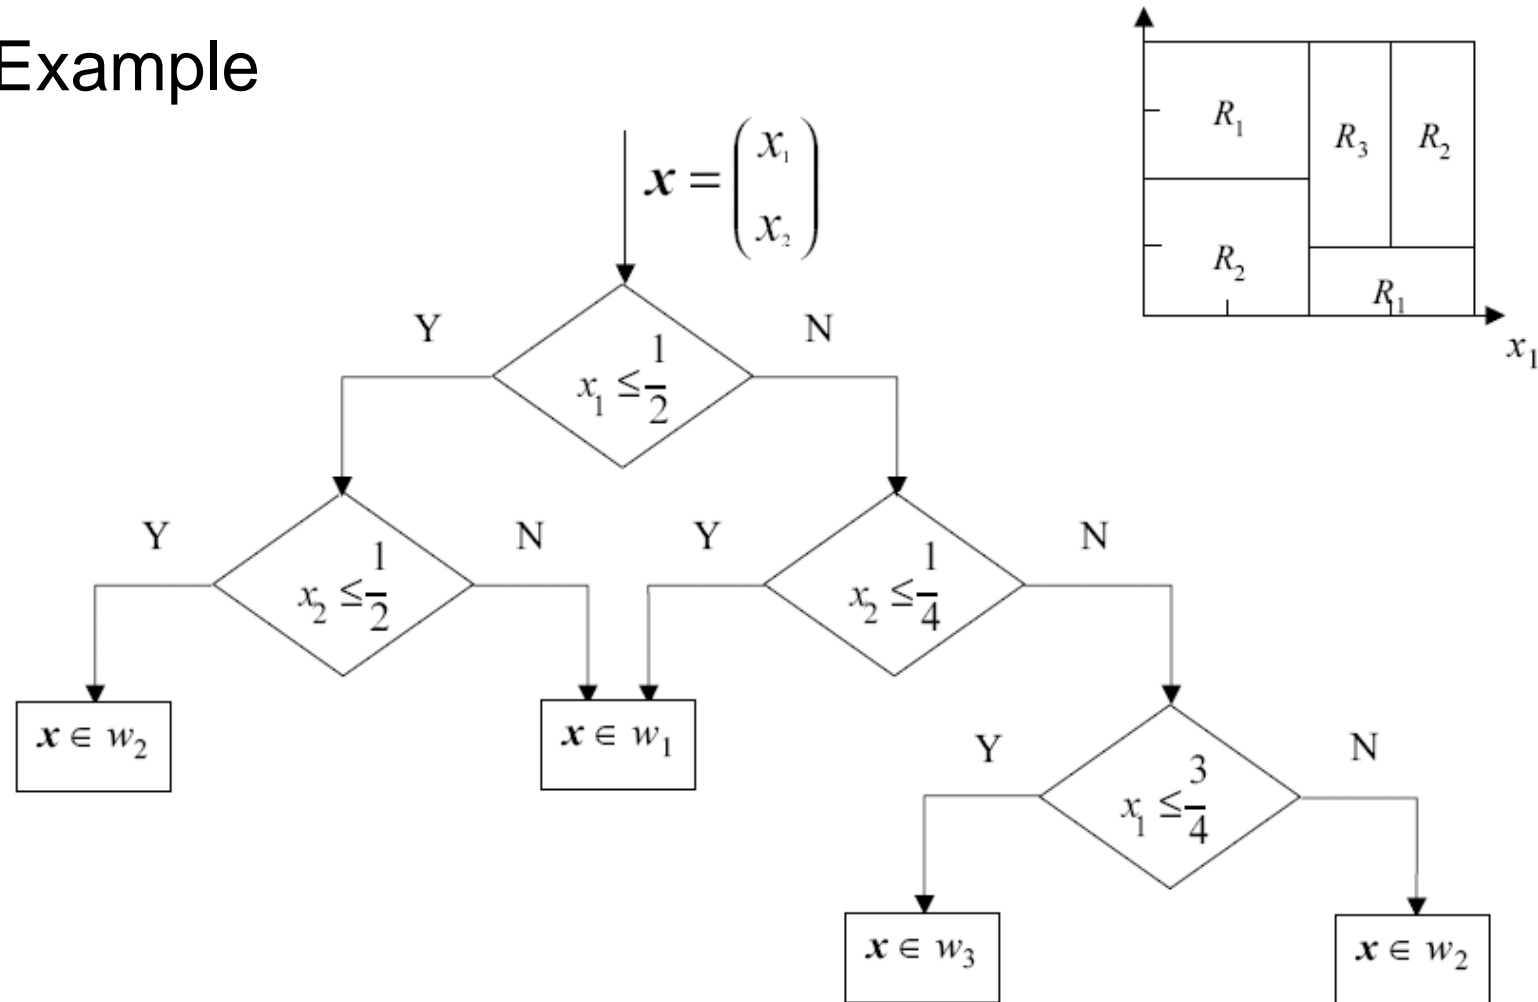 Example
x = ( x₁
x₂ )
R₁
R₃
R₂
R₂
R₁
x₁
Y
N
x₁ ≤ 1/2
Y
N
Y
N
x₂ ≤ 1/2
x₂ ≤ 1/4
x ∈ w₂
x ∈ w₁
Y
N
x₁ ≤ 3/4
x ∈ w₃
x ∈ w₂